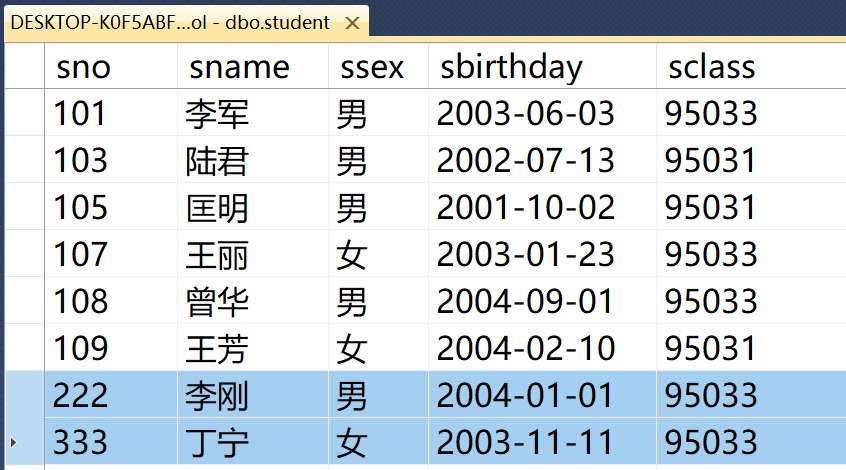 DESKTOP-K0F5ABF...ol - dbo.student
sno sname ssex sbirthday sclass
101 李军 男 2003-06-03 95033
103 陆君 男 2002-07-13 95031
105 匡明 男 2001-10-02 95031
107 王丽 女 2003-01-23 95033
108 曾华 男 2004-09-01 95033
109 王芳 女 2004-02-10 95031
222 李刚 男 2004-01-01 95033
333 丁宁 女 2003-11-11 95033